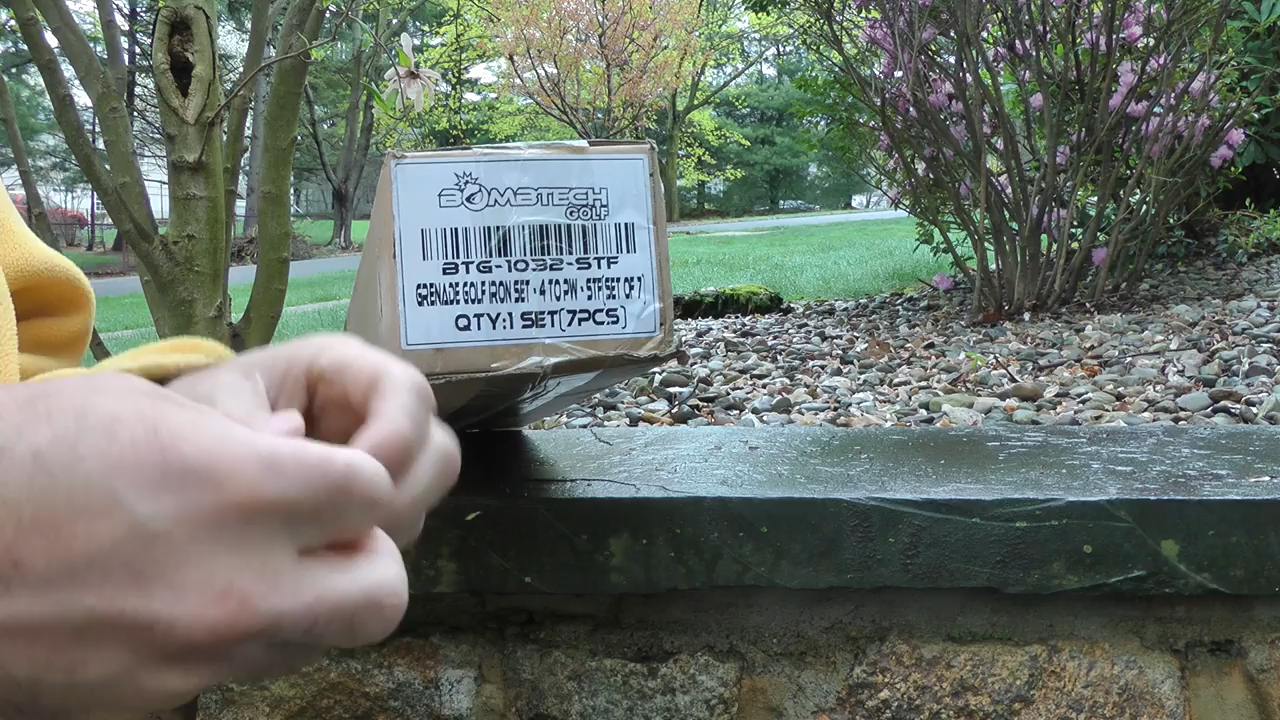 BOMBTECH
GOLF
BTG-1032-STF
GRENADE GOLF IRON SET - 4 TO PW - STF(SET OF 7)
QTY:1 SET(7PCS)